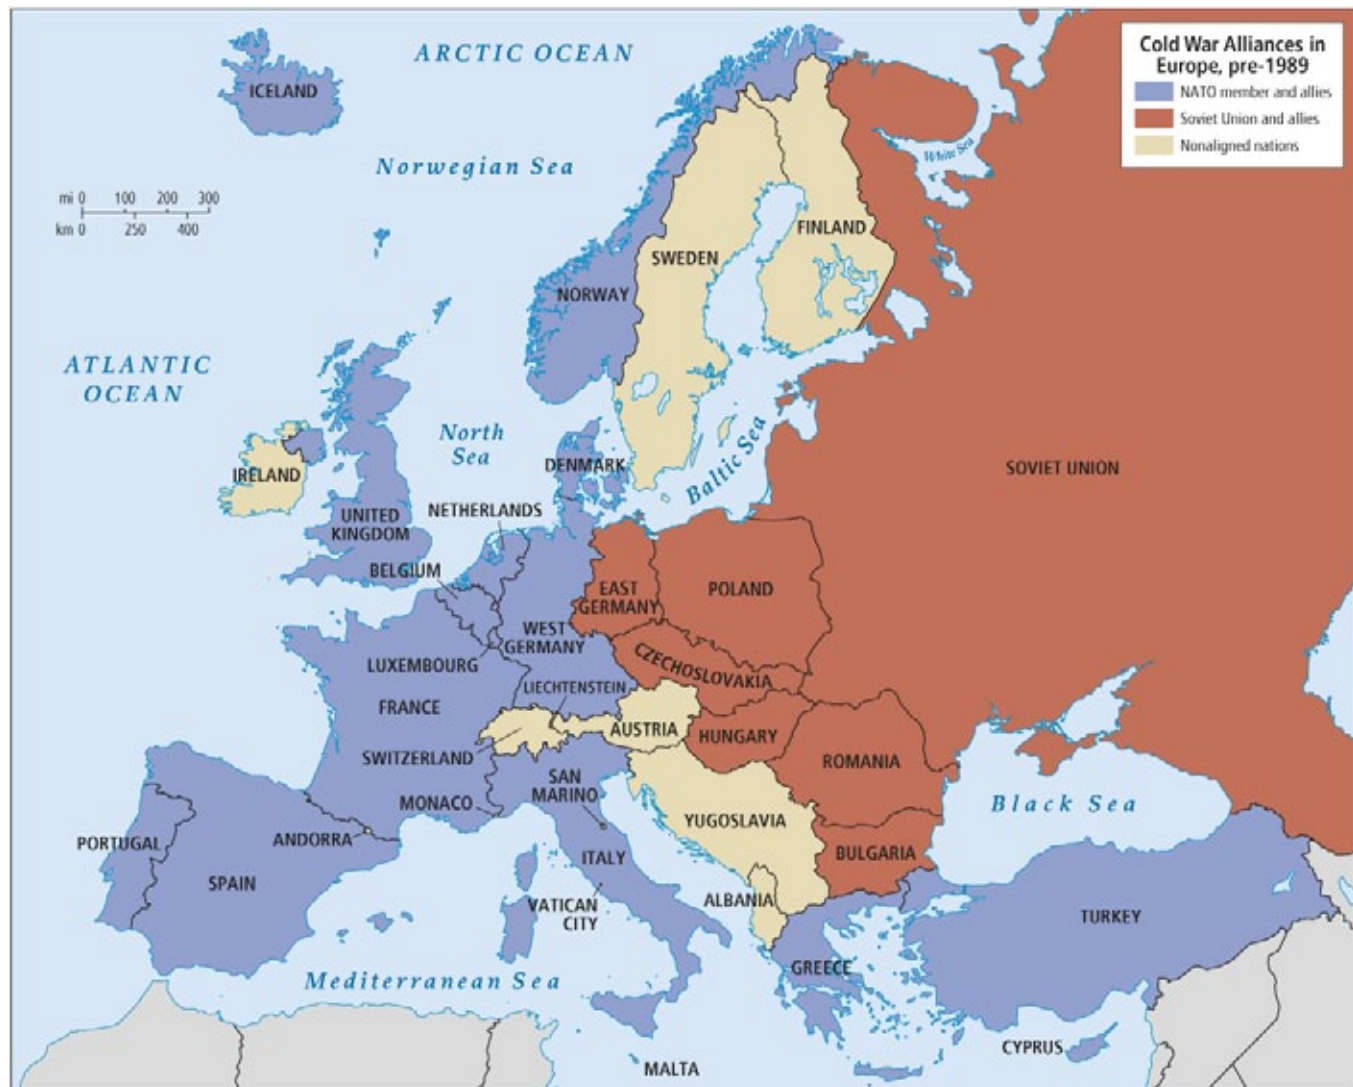 Cold War Alliances in
Europe, pre-1989
NATO member and allies
Soviet Union and allies
Nonaligned nations
ARCTIC OCEAN
ICELAND
Norwegian Sea
White Sea
mi 0 100 200 300
km 0 250 400
FINLAND
SWEDEN
NORWAY
ATLANTIC
OCEAN
North
Sea
Baltic Sea
DENMARK
SOVIET UNION
IRELAND
NETHERLANDS
UNITED
KINGDOM
BELGIUM
EAST
GERMANY
POLAND
WEST
GERMANY
CZECHOSLOVAKIA
LUXEMBOURG
LIECHTENSTEIN
FRANCE
AUSTRIA
HUNGARY
SWITZERLAND
ROMANIA
SAN
MARINO
MONACO
Black Sea
YUGOSLAVIA
ANDORRA
PORTUGAL
BULGARIA
ITALY
SPAIN
ALBANIA
VATICAN
CITY
TURKEY
GREECE
Mediterranean Sea
CYPRUS
MALTA